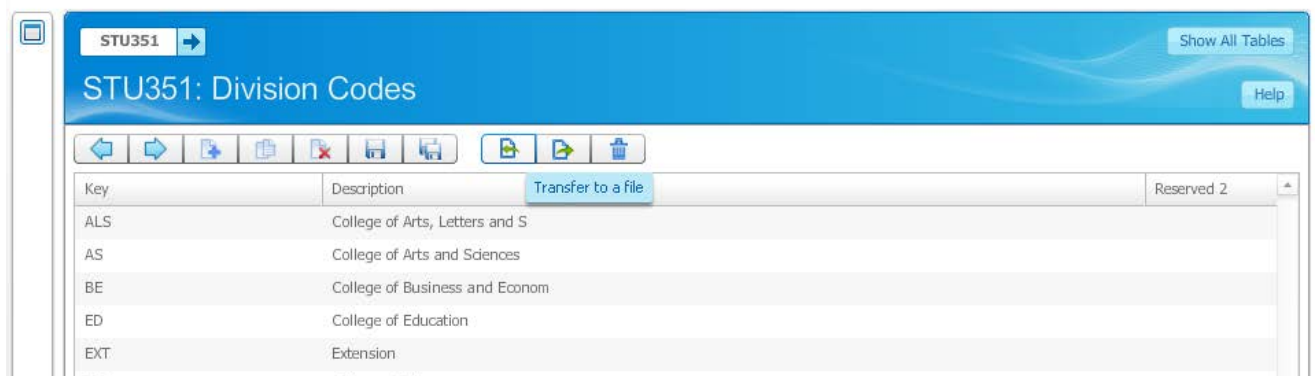 STU351
Show All Tables
STU351: Division Codes
Help
Transfer to a file
Key Description Reserved 2
ALS College of Arts, Letters and S
AS College of Arts and Sciences
BE College of Business and Econom
ED College of Education
EXT Extension